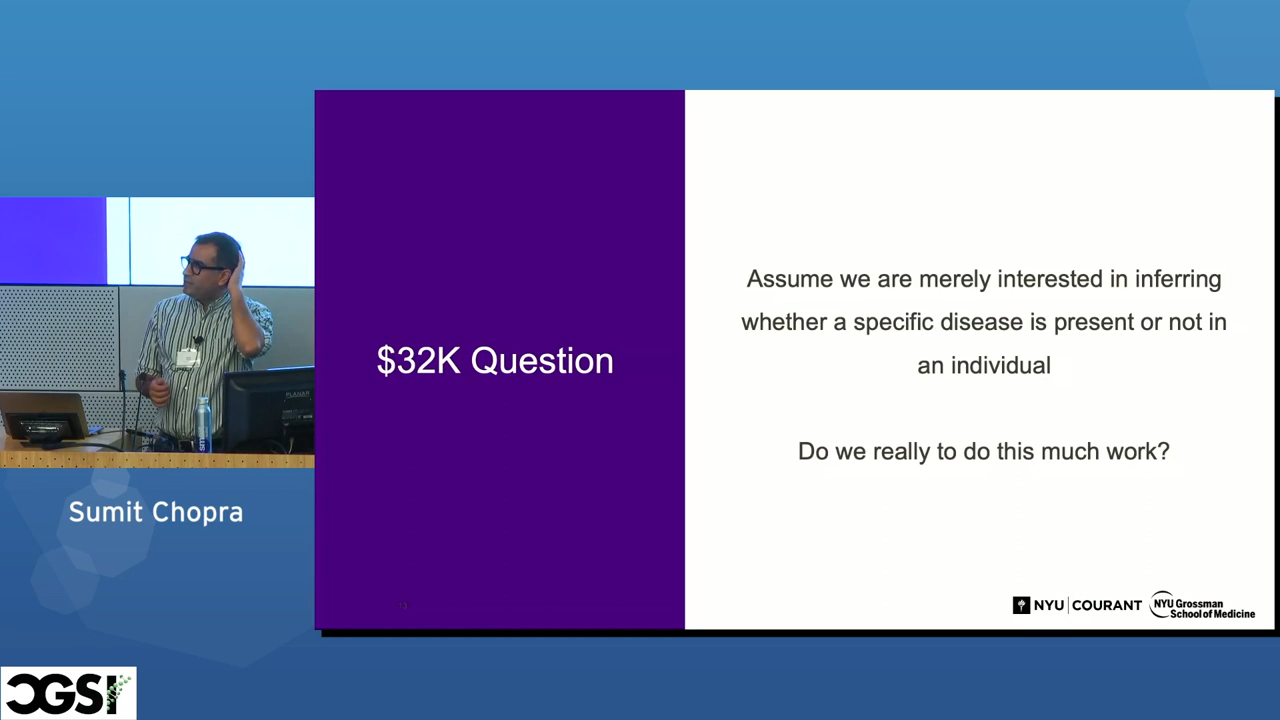 $32K Question
Assume we are merely interested in inferring
whether a specific disease is present or not in
an individual
Do we really to do this much work?
NYU COURANT
NYU Grossman
School of Medicine
PLANAR
Sumit Chopra
CGSI